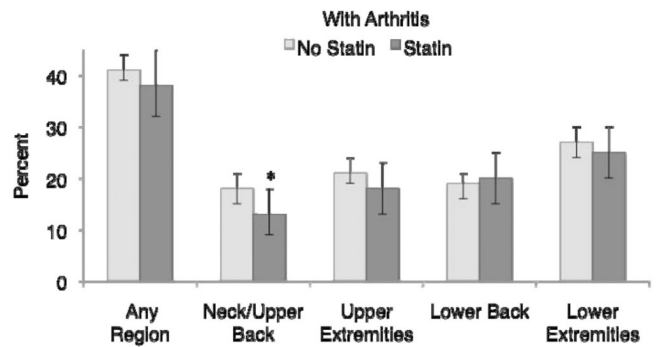 With Arthritis
No Statin Statin
Percent
40
30
20
10
0
*
Any Region
Neck/Upper Back
Upper Extremities
Lower Back
Lower Extremities